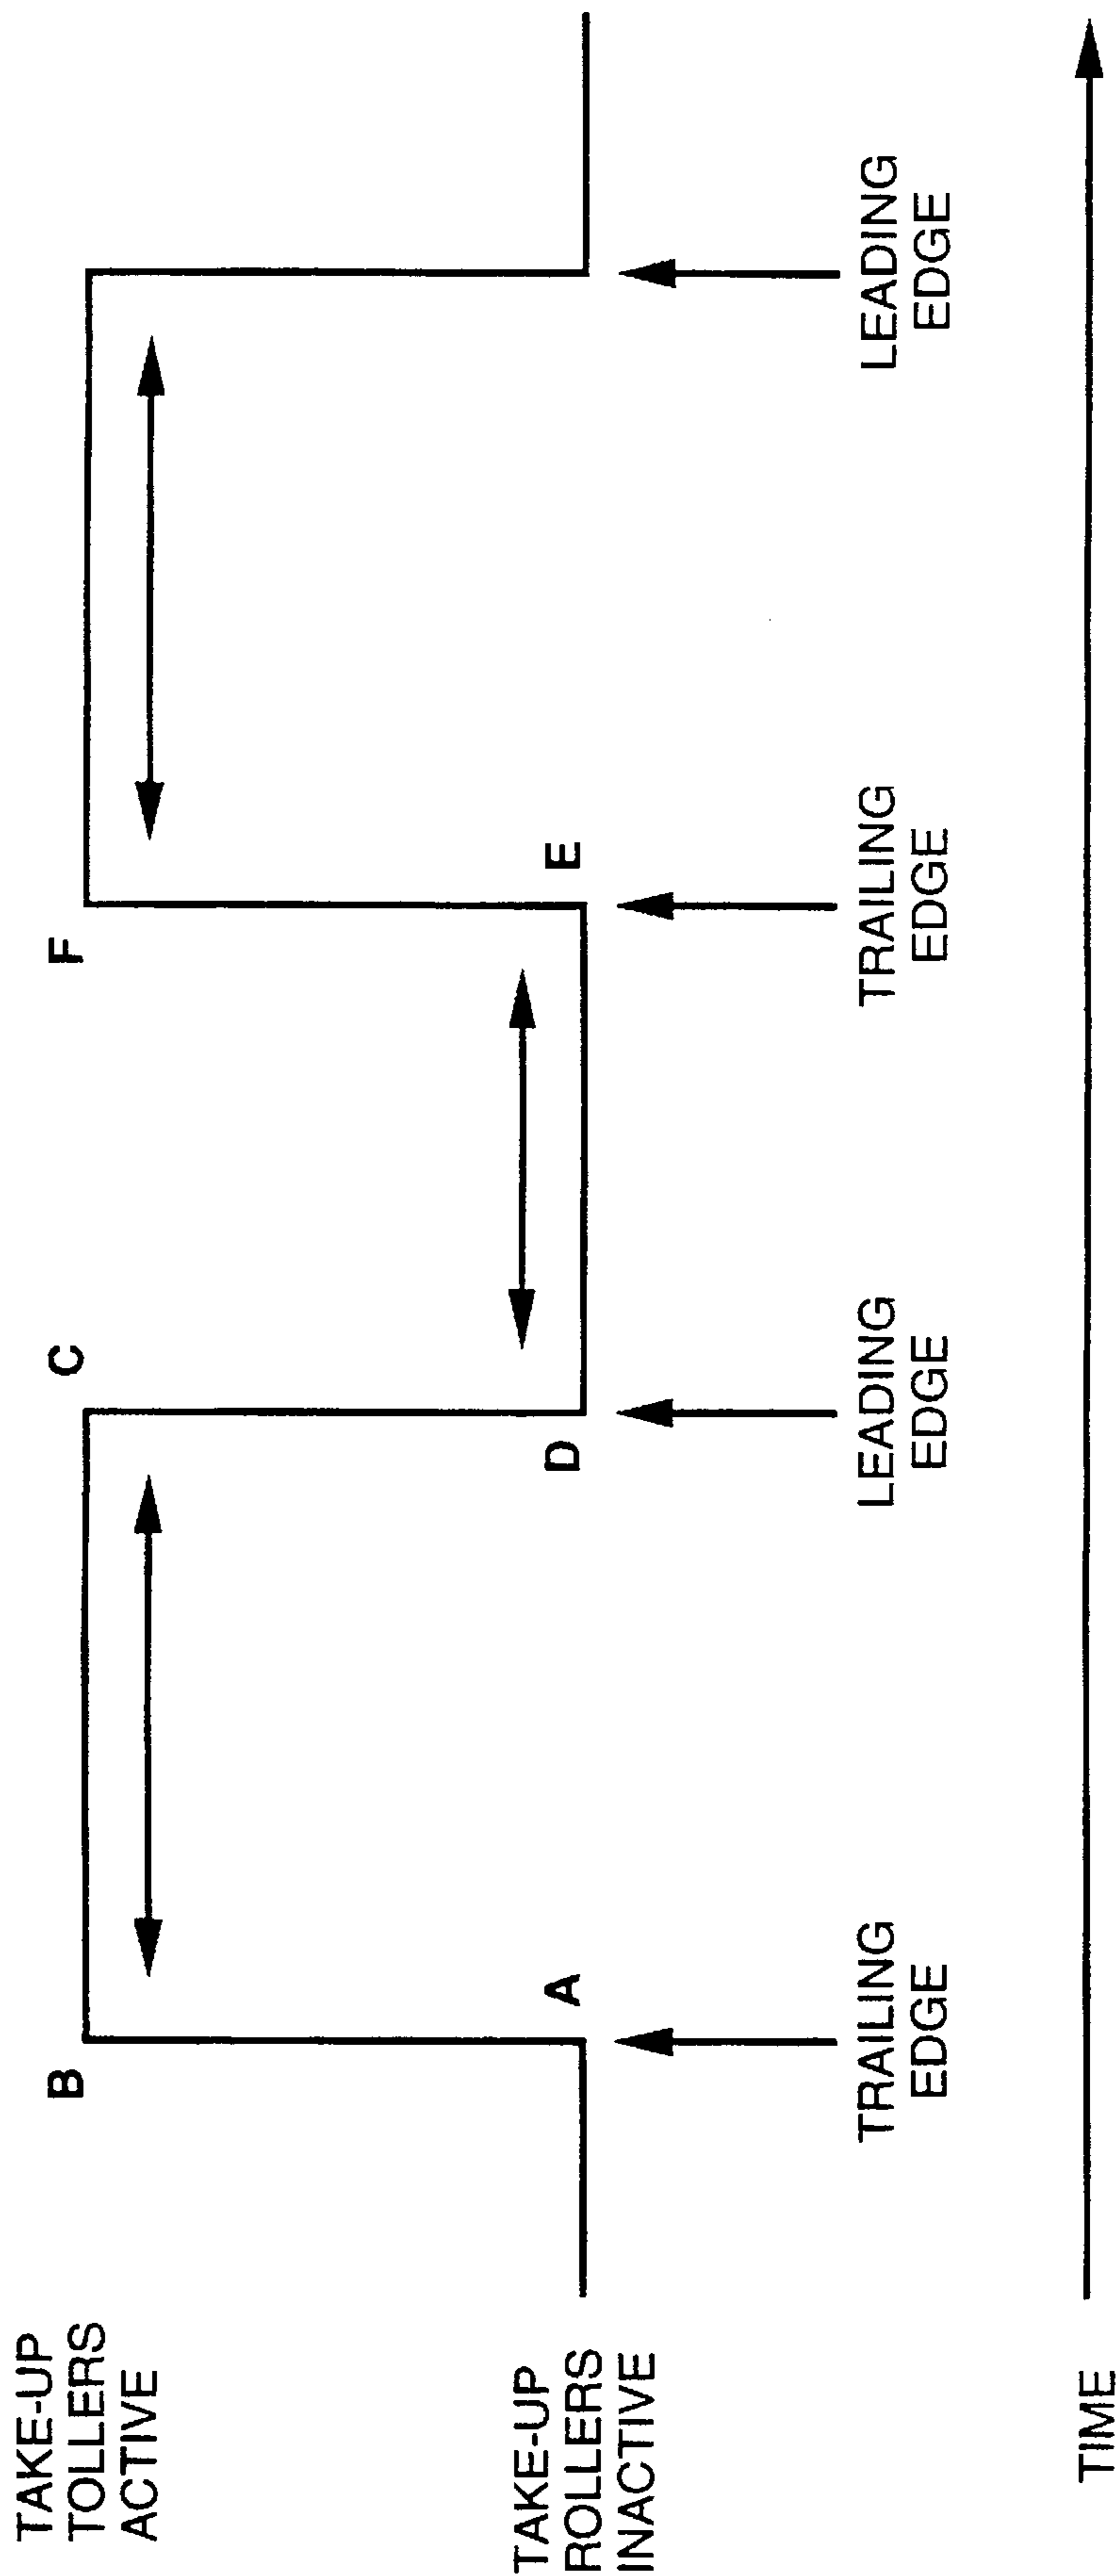 TAKE-UP
TOLLERS
ACTIVE
B
C
F
TAKE-UP
ROLLERS
INACTIVE
A
D
E
TRAILING
EDGE
LEADING
EDGE
TRAILING
EDGE
LEADING
EDGE
TIME